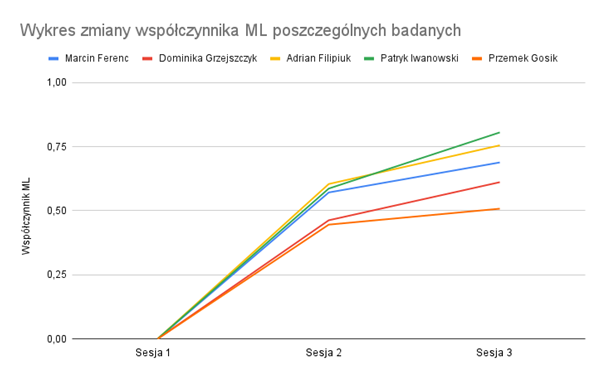 Wykres zmiany współczynnika ML poszczególnych badanych
Marcin Ferenc Dominika Grzejszczyk Adrian Filipiuk Patryk Iwanowski Przemek Gosik
1,00
0,75
0,50
0,25
0,00
Współczynnik ML
Sesja 1 Sesja 2 Sesja 3